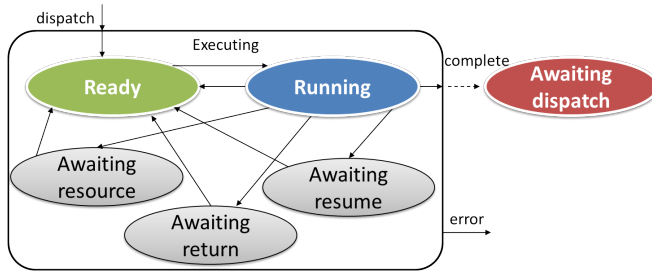 dispatch
Executing
complete
Ready
Running
Awaiting
dispatch
Awaiting
resource
Awaiting
resume
Awaiting
return
error